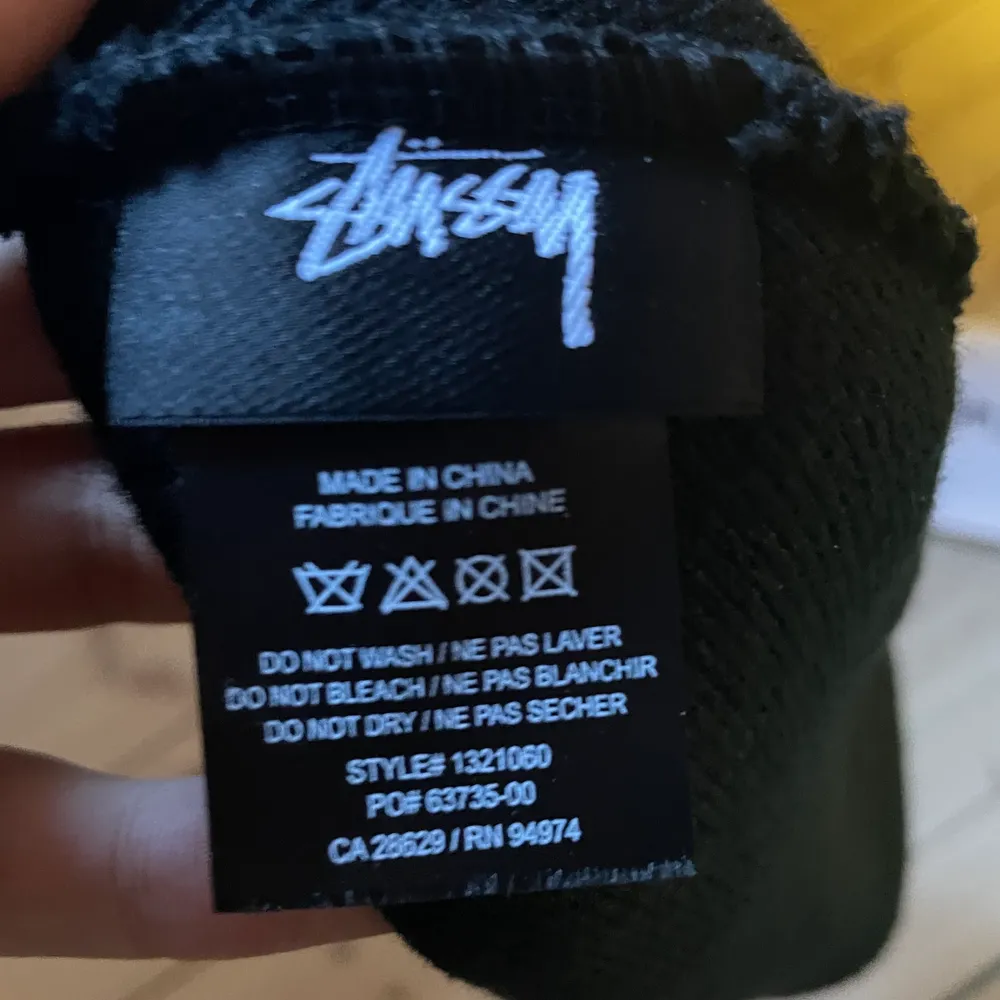 Stüssy
MADE IN CHINA
FABRIQUE IN CHINE
DO NOT WASH / NE PAS LAVER
DO NOT BLEACH / NE PAS BLANCHIR
DO NOT DRY / NE PAS SECHER
STYLE# 1321060
PO# 63735-00
CA 28629 / RN 94974